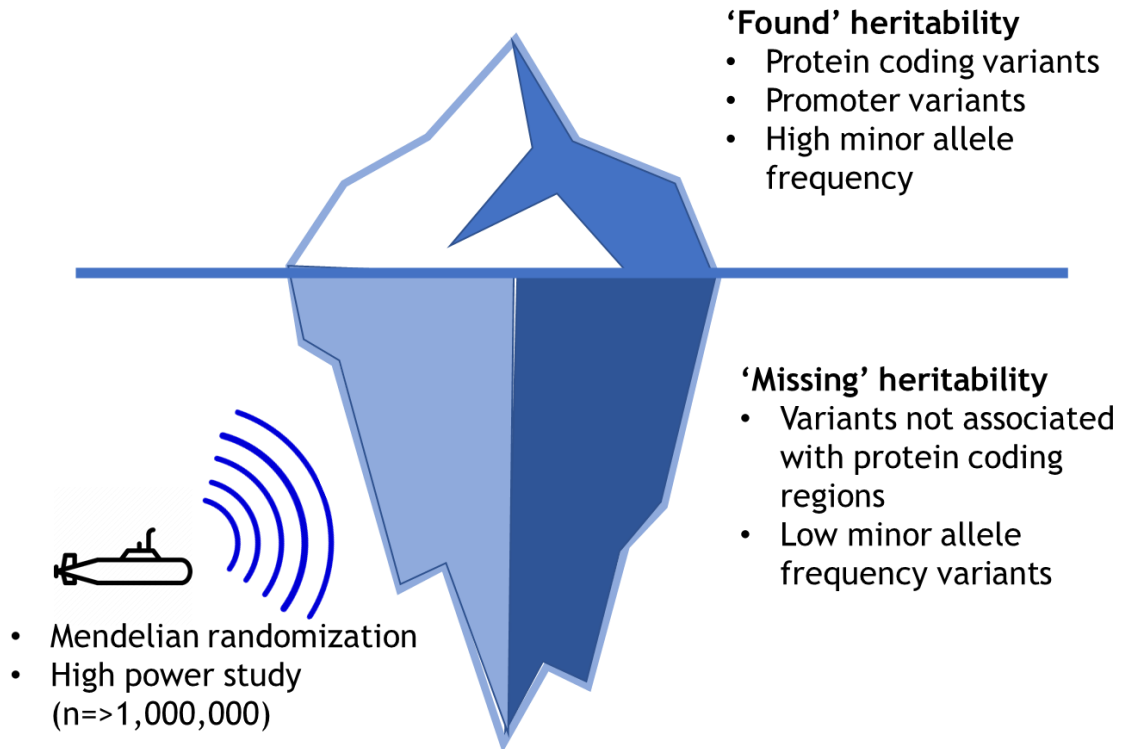 ‘Found’ heritability
• Protein coding variants
• Promoter variants
• High minor allele
frequency
‘Missing’ heritability
• Variants not associated
with protein coding
regions
• Low minor allele
frequency variants
• Mendelian randomization
• High power study
(n=>1,000,000)